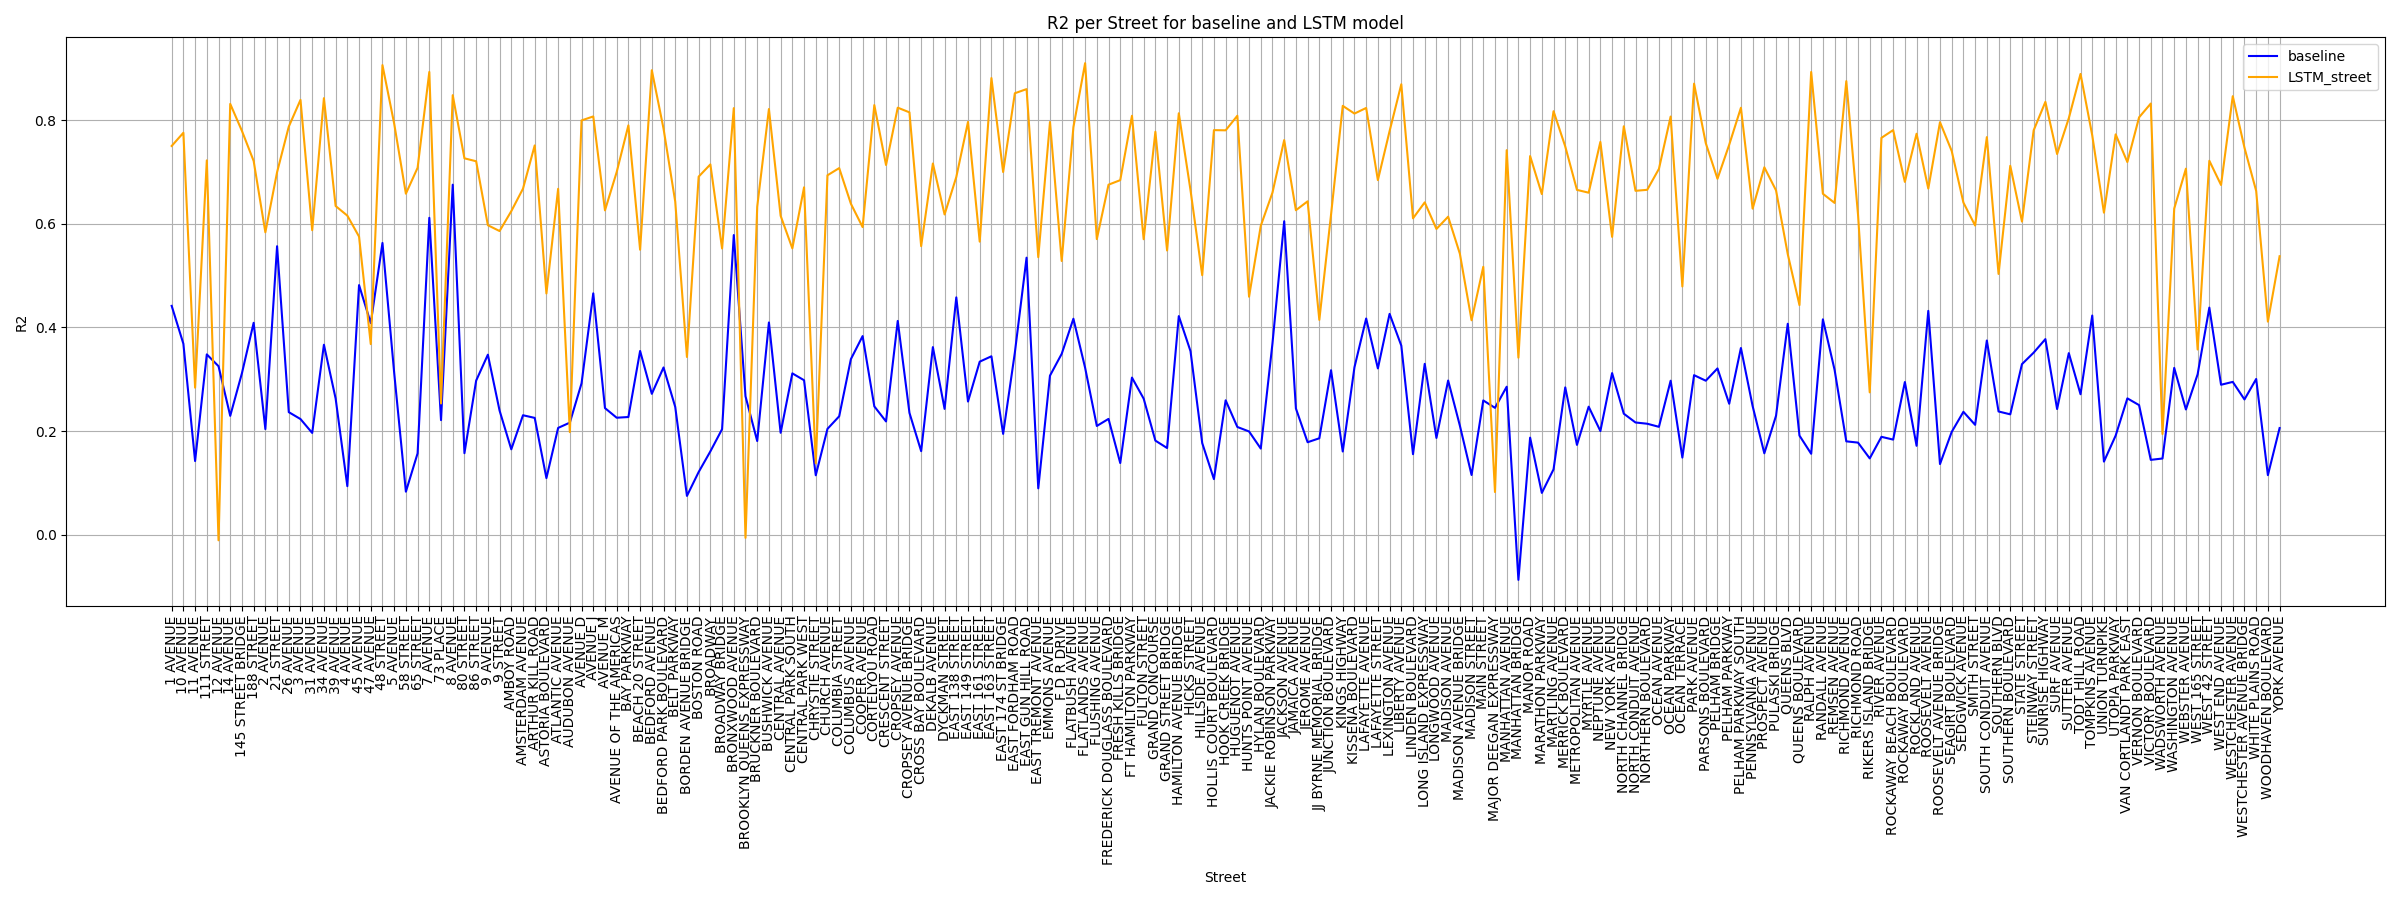 R2 per Street for baseline and LSTM model
baseline
LSTM_street
R2
0.8
0.6
0.4
0.2
0.0
1 AVENUE
10 AVENUE
11 AVENUE
111 STREET
12 AVENUE
14 AVENUE
145 STREET BRIDGE
188 STREET
2 AVENUE
21 STREET
26 AVENUE
3 AVENUE
31 AVENUE
34 AVENUE
39 AVENUE
4 AVENUE
45 AVENUE
47 AVENUE
48 STREET
5 AVENUE
58 STREET
65 STREET
7 AVENUE
73 PLACE
8 AVENUE
80 STREET
86 STREET
9 AVENUE
9 STREET
AMBOY ROAD
AMSTERDAM AVENUE
ARTHUR KILL ROAD
ASTORIA BOULEVARD
ATLANTIC AVENUE
AUDUBON AVENUE
AVENUE D
AVENUE I
AVENUE M
AVENUE OF THE AMERICAS
BAY PARKWAY
BEACH 20 STREET
BEDFORD AVENUE
BEDFORD PARK BOULEVARD
BELT PARKWAY
BORDEN AVENUE BRIDGE
BOSTON ROAD
BROADWAY
BROADWAY BRIDGE
BRONXWOOD AVENUE
BROOKLYN QUEENS EXPRESSWAY
BRUCKNER BOULEVARD
BUSHWICK AVENUE
CENTRAL AVENUE
CENTRAL PARK SOUTH
CENTRAL PARK WEST
CHRYSTIE STREET
CHURCH AVENUE
COLUMBIA STREET
COLUMBUS AVENUE
COOPER AVENUE
CORTELYOU ROAD
CRESCENT STREET
CROPSEY AVENUE
CROPSEY AVENUE BRIDGE
CROSS BAY BOULEVARD
DEKALB AVENUE
DYCKMAN STREET
EAST 138 STREET
EAST 149 STREET
EAST 161 STREET
EAST 163 STREET
EAST 174 ST BRIDGE
EAST FORDHAM ROAD
EAST GUN HILL ROAD
EAST TREMONT AVENUE
EMMONS AVENUE
F D R DRIVE
FLATBUSH AVENUE
FLATLANDS AVENUE
FLUSHING AVENUE
FREDERICK DOUGLASS BOULEVARD
FRESH KILLS BRIDGE
FT HAMILTON PARKWAY
FULTON STREET
GRAND CONCOURSE
GRAND STREET BRIDGE
HAMILTON AVENUE BRIDGE
HICKS STREET
HILLSIDE AVENUE
HOLLIS COURT BOULEVARD
HOOK CREEK BRIDGE
HUGUENOT AVENUE
HUNTS POINT AVENUE
HYLAN BOULEVARD
JACKIE ROBINSON PARKWAY
JACKSON AVENUE
JAMAICA AVENUE
JEROME AVENUE
JJ BYRNE MEMORIAL BRIDGE
JUNCTION BOULEVARD
KINGS HIGHWAY
KISSENA BOULEVARD
LAFAYETTE AVENUE
LAFAYETTE STREET
LEXINGTON AVENUE
LIBERTY AVENUE
LINDEN BOULEVARD
LONG ISLAND EXPRESSWAY
LONGWOOD AVENUE
MADISON AVENUE
MADISON AVENUE BRIDGE
MADISON STREET
MAIN STREET
MAJOR DEEGAN EXPRESSWAY
MANHATTAN AVENUE
MANHATTAN BRIDGE
MANOR ROAD
MARATHON PARKWAY
MARTING AVENUE
MERRICK BOULEVARD
METROPOLITAN AVENUE
MYRTLE AVENUE
NEPTUNE AVENUE
NEW YORK AVENUE
NORTH CHANNEL BRIDGE
NORTH CONDUIT AVENUE
NORTHERN BOULEVARD
OCEAN AVENUE
OCEAN PARKWAY
OCEAN TERRACE
PARK AVENUE
PARSONS BOULEVARD
PELHAM BRIDGE
PELHAM PARKWAY
PELHAM PARKWAY SOUTH
PENNSYLVANIA AVENUE
PROSPECT AVENUE
PULASKI BRIDGE
QUEENS BLVD
QUEENS BOULEVARD
RALPH AVENUE
RANDALL AVENUE
REMSEN AVENUE
RICHMOND AVENUE
RICHMOND ROAD
RIKERS ISLAND BRIDGE
RIVER AVENUE
ROCKAWAY BEACH BOULEVARD
ROCKAWAY BOULEVARD
ROCKLAND AVENUE
ROOSEVELT AVENUE
ROOSEVELT AVENUE BRIDGE
SEAGIRT BOULEVARD
SEDGWICK AVENUE
SMITH STREET
SOUTH CONDUIT AVENUE
SOUTHERN BLVD
SOUTHERN BOULEVARD
STATE STREET
STEINWAY STREET
SUNRISE HIGHWAY
SURF AVENUE
SUTTER AVENUE
TODT HILL ROAD
TOMPKINS AVENUE
UNION TURNPIKE
UTOPIA PARKWAY
VAN CORTLANDT PARK EAST
VERNON BOULEVARD
VICTORY BOULEVARD
WADSWORTH AVENUE
WASHINGTON AVENUE
WEBSTER AVENUE
WEST 165 STREET
WEST 42 STREET
WEST END AVENUE
WESTCHESTER AVENUE
WESTCHESTER AVENUE BRIDGE
WHITE PLAINS ROAD
WOODHAVEN BOULEVARD
YORK AVENUE
Street